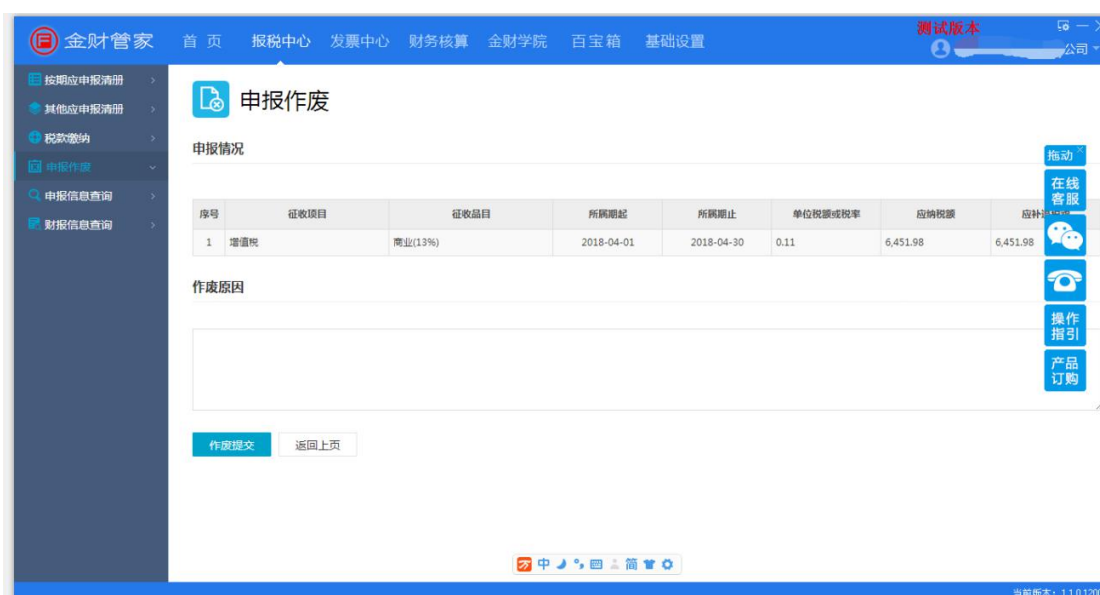 金财管家
首 页 报税中心 发票中心 财务核算 金财学院 百宝箱 基础设置
测试版本
公司
按期应申报清册
其他应申报清册
税款缴纳
申报作废
申报信息查询
财报信息查询
申报作废
申报情况
序号 征收项目 征收品目 所属期起 所属期止 单位税额或税率 应纳税额
1 增值税 商业(13%) 2018-04-01 2018-04-30 0.11 6,451.98 6,451.98
作废原因
作废提交 返回上页
拖动
在线
客服
操作
指引
产品
订购
中 简
当前版本：1.1.0.1200